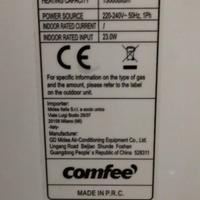 HEATING CAPACITY 13000Btu/h
POWER SOURCE 220-240V~ 50Hz, 1Ph
INDOOR RATED CURRENT /
INDOOR RATED INPUT 23.0W
CE
For specific information on the type of gas
and the amount, please refer to the label
on the outdoor unit.
Importer:
Midea Italia S.r.l. a socio unico
Viale Luigi Bodio 29/37
20158 Milano (MI)
-Italy-
Manufacturer:
GD Midea Air-Conditioning Equipment Co., Ltd.
Lingang Road Beijiao Shunde Foshan
Guangdong People's Republic of China 528311
comfee'
MADE IN P.R.C.